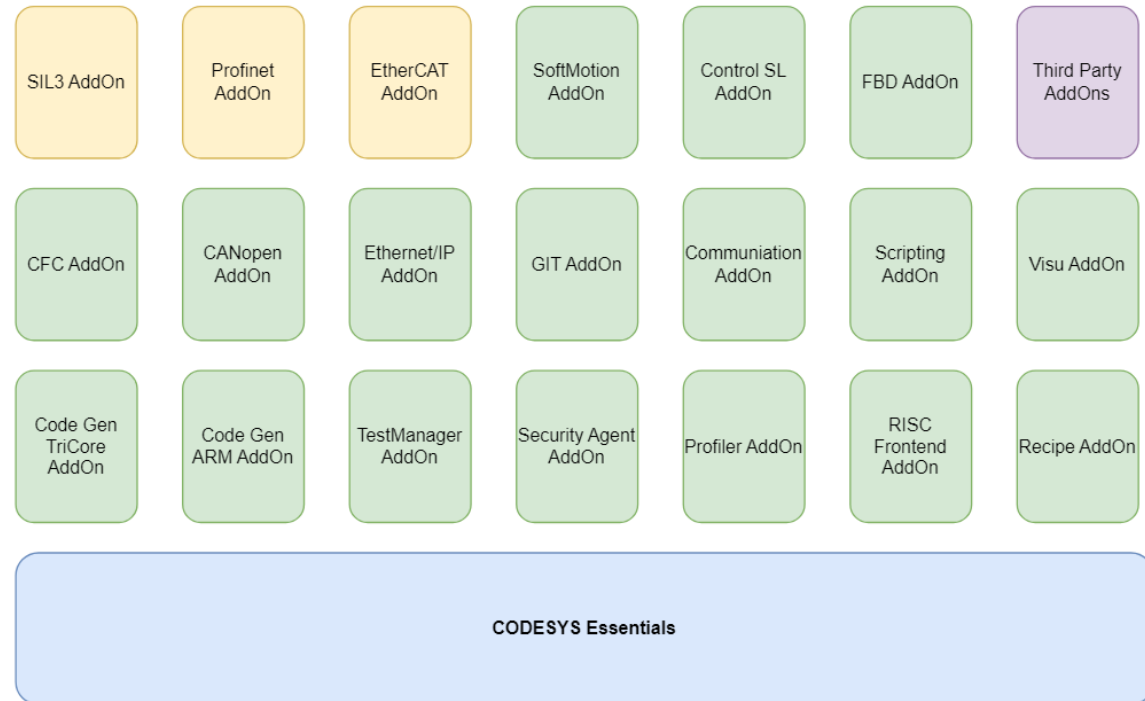 SIL3 AddOn
Profinet
AddOn
EtherCAT
AddOn
SoftMotion
AddOn
Control SL
AddOn
FBD AddOn
Third Party
AddOns
CFC AddOn
CANopen
AddOn
Ethernet/IP
AddOn
GIT AddOn
Communiation
AddOn
Scripting
AddOn
Visu AddOn
Code Gen
TriCore
AddOn
Code Gen
ARM AddOn
TestManager
AddOn
Security Agent
AddOn
Profiler AddOn
RISC
Frontend
AddOn
Recipe AddOn
CODESYS Essentials